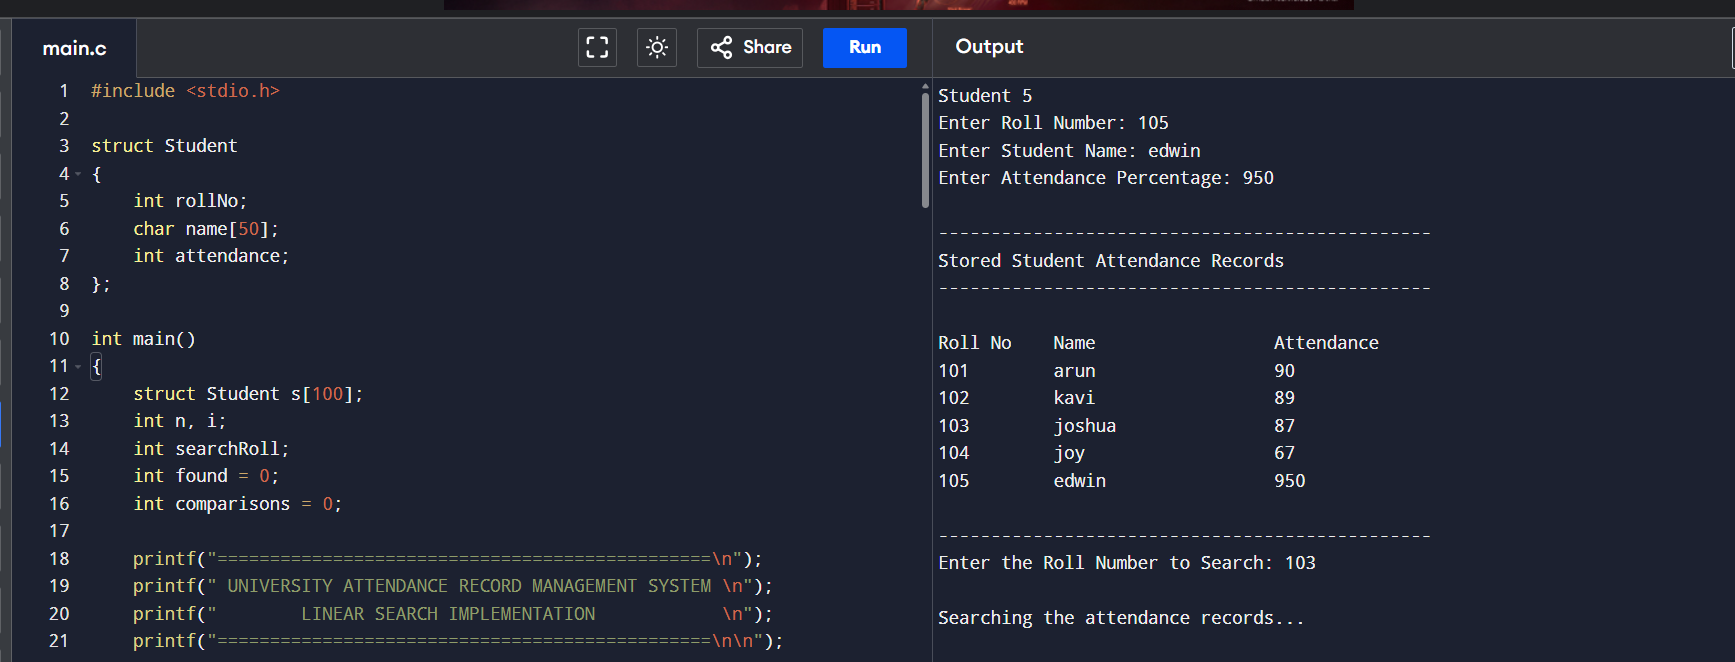 main.c
Share
Run
Output
1 #include <stdio.h>
2
3 struct Student
4 {
5     int rollNo;
6     char name[50];
7     int attendance;
8 };
9
10 int main()
11 {
12     struct Student s[100];
13     int n, i;
14     int searchRoll;
15     int found = 0;
16     int comparisons = 0;
17
18     printf("===============================================\n");
19     printf(" UNIVERSITY ATTENDANCE RECORD MANAGEMENT SYSTEM \n");
20     printf("        LINEAR SEARCH IMPLEMENTATION            \n");
21     printf("===============================================\n\n");
Student 5
Enter Roll Number: 105
Enter Student Name: edwin
Enter Attendance Percentage: 950
-----------------------------------------------
Stored Student Attendance Records
-----------------------------------------------
Roll No    Name                 Attendance
101        arun                 90
102        kavi                 89
103        joshua               87
104        joy                  67
105        edwin                950
-----------------------------------------------
Enter the Roll Number to Search: 103
Searching the attendance records...